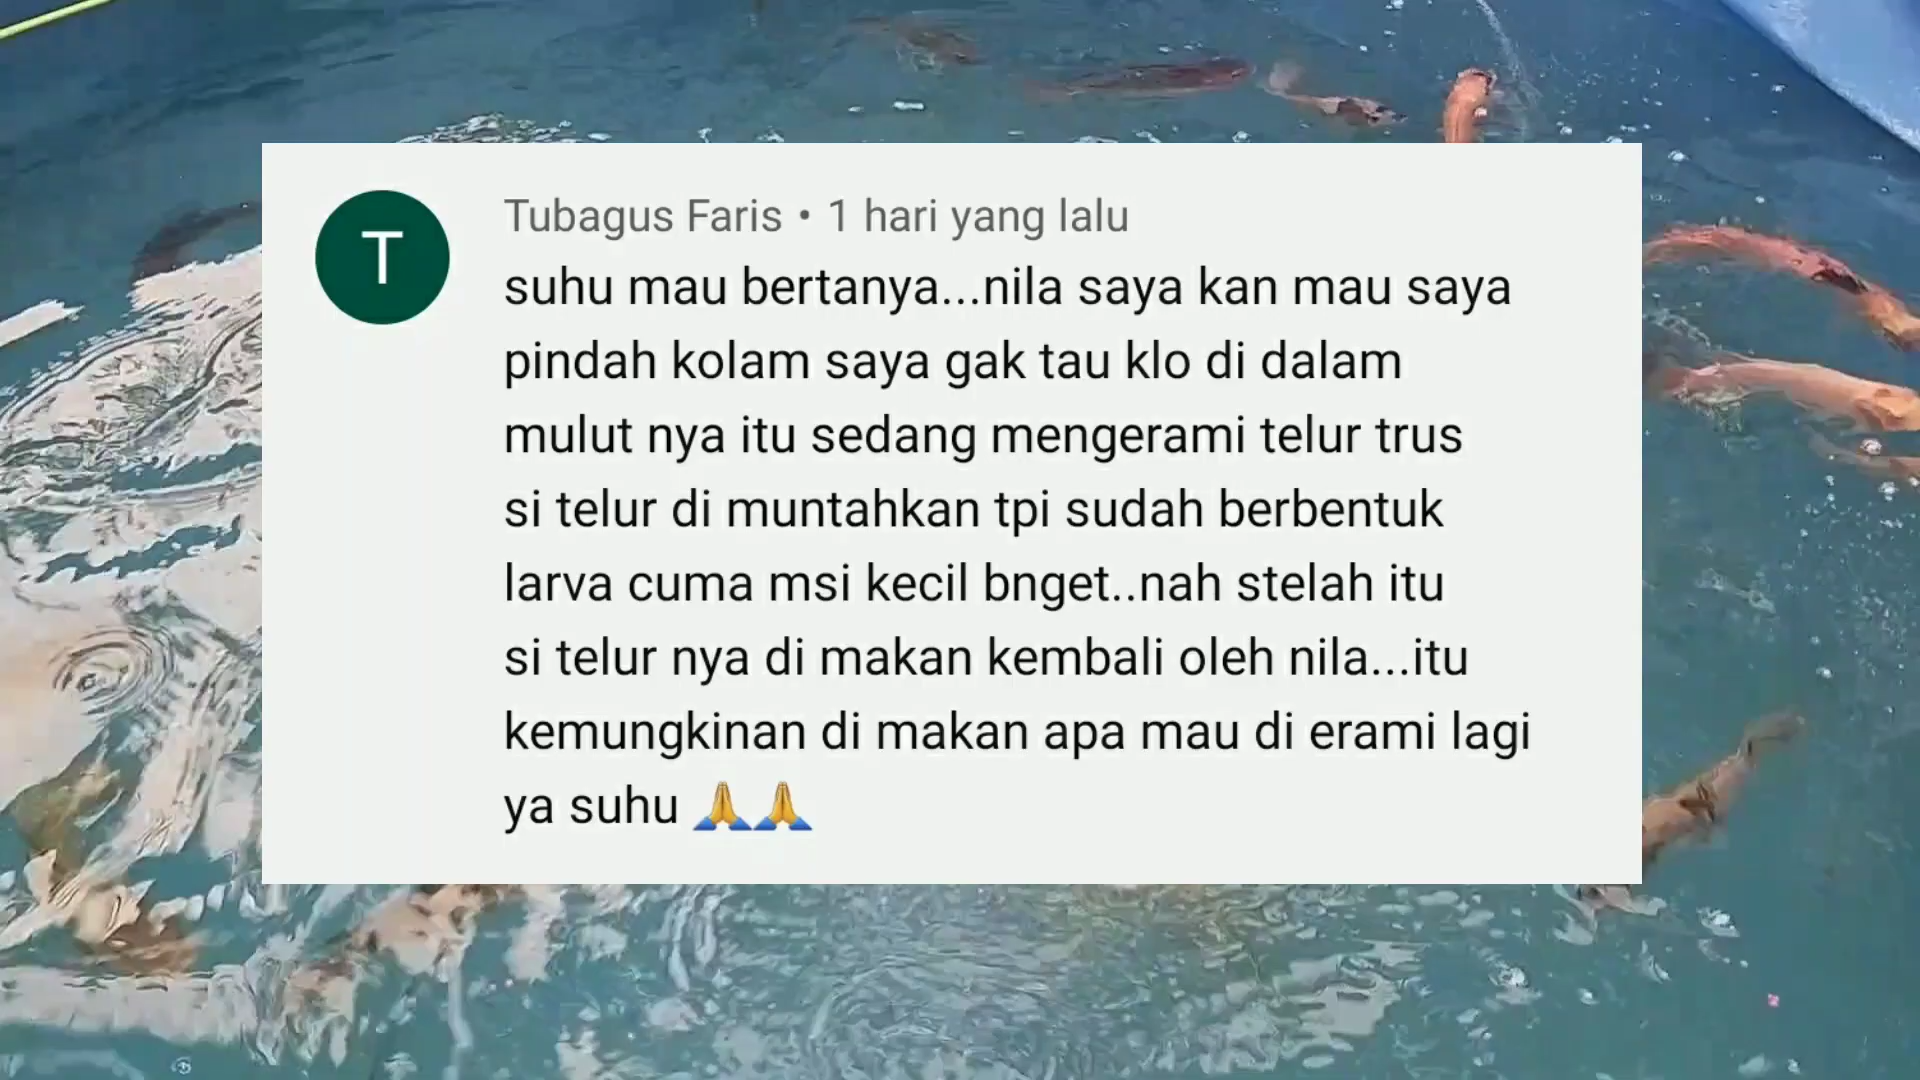 T
Tubagus Faris • 1 hari yang lalu
suhu mau bertanya...nila saya kan mau saya
pindah kolam saya gak tau klo di dalam
mulut nya itu sedang mengerami telur trus
si telur di muntahkan tpi sudah berbentuk
larva cuma msi kecil bnget..nah stelah itu
si telur nya di makan kembali oleh nila...itu
kemungkinan di makan apa mau di erami lagi
ya suhu 🙏🙏